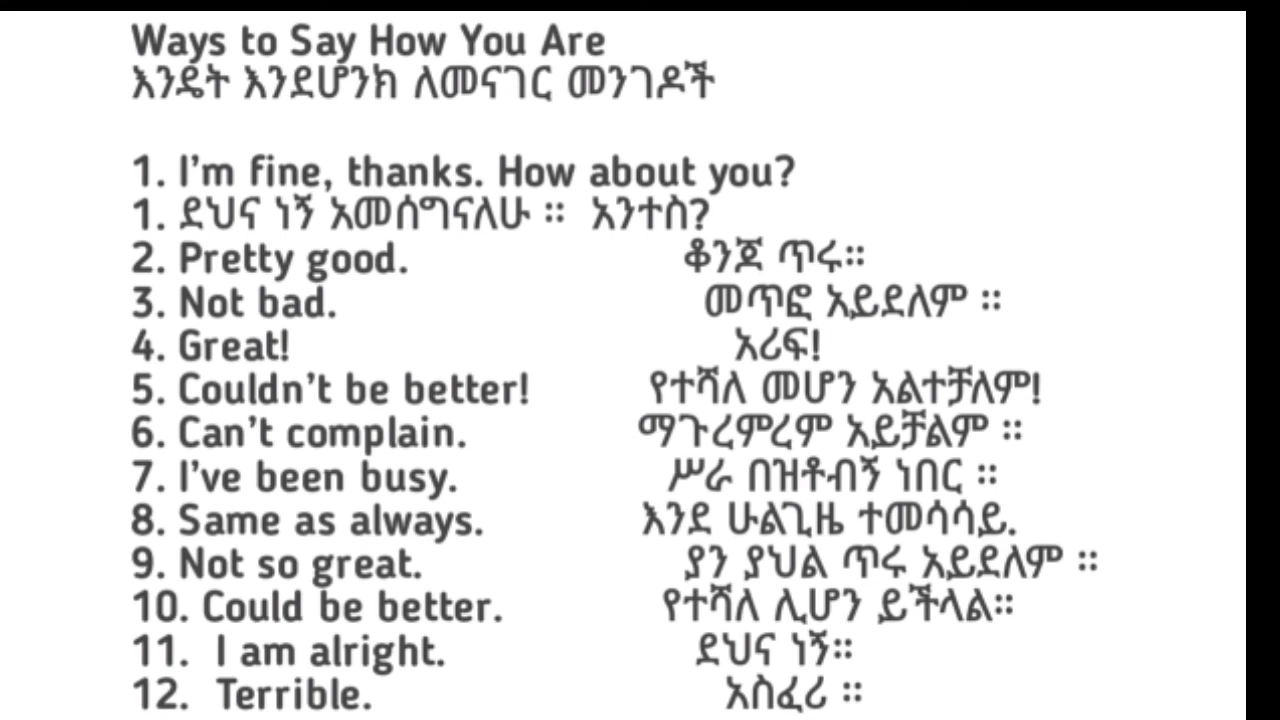 Ways to Say How You Are
እንዴት እንደሆንክ ለመናገር መንገዶች
1. I'm fine, thanks. How about you?
1. ደህና ነኝ አመሰግናለሁ ። አንተስ?
2. Pretty good. ቆንጆ ጥሩ።
3. Not bad. መጥፎ አይደለም ።
4. Great! አሪፍ!
5. Couldn't be better! የተሻለ መሆን አልተቻለም!
6. Can't complain. ማጉረምረም አይቻልም ።
7. I've been busy. ሥራ በዝቶብኝ ነበር ።
8. Same as always. እንደ ሁልጊዜ ተመሳሳይ.
9. Not so great. ያን ያህል ጥሩ አይደለም ።
10. Could be better. የተሻለ ሊሆን ይችላል።
11. I am alright. ደህና ነኝ።
12. Terrible. አስፈሪ ።